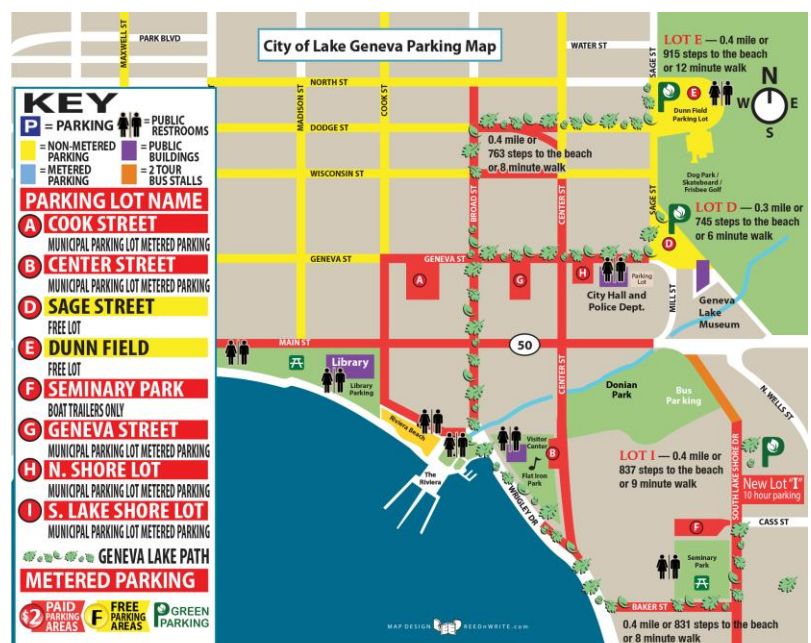 City of Lake Geneva Parking Map
MAXWELL ST
PARK BLVD
WATER ST
SAGE ST
LOT E — 0.4 mile or
915 steps to the beach
or 12 minute walk
N
W E
S
NORTH ST
MADISON ST
COOK ST
DODGE ST
WISCONSIN ST
GENEVA ST
P
E
Dunn Field
Parking Lot
0.4 mile or
763 steps to the beach
or 8 minute walk
BROAD ST
CENTER ST
Dog Park /
Skateboard /
Frisbee Golf
SAGE ST
P
D
LOT D — 0.3 mile or
745 steps to the beach
or 6 minute walk
GENEVA ST
A
G
H
Parking
Lot
City Hall and
Police Dept.
MILL ST
Geneva
Lake
Museum
MAIN ST
50
CENTER ST
Library
Library
Parking
Riviera Beach
The
Riviera
Visitor
Center
B
Flat Iron
Park
WRIGLEY DR
Donian
Park
Bus
Parking
N. WELLS ST
LOT I — 0.4 mile or
837 steps to the beach
or 9 minute walk
SOUTH LAKE SHORE DR
P
New Lot "I"
10 hour parking
CASS ST
F
Seminary
Park
BAKER ST
0.4 mile or 831 steps
to the beach or
8 minute walk
MAP DESIGN REEDNWRITE.com
KEY
P = PARKING
= PUBLIC
RESTROOMS
= NON-METERED
PARKING
= PUBLIC
BUILDINGS
= METERED
PARKING
= 2 TOUR
BUS STALLS
PARKING LOT NAME
A COOK STREET
MUNICIPAL PARKING LOT METERED PARKING
B CENTER STREET
MUNICIPAL PARKING LOT METERED PARKING
D SAGE STREET
FREE LOT
E DUNN FIELD
FREE LOT
F SEMINARY PARK
BOAT TRAILERS ONLY
G GENEVA STREET
MUNICIPAL PARKING LOT METERED PARKING
H N. SHORE LOT
MUNICIPAL PARKING LOT METERED PARKING
I S. LAKE SHORE LOT
MUNICIPAL PARKING LOT METERED PARKING
GENEVA LAKE PATH
METERED PARKING
$2 PAID
PARKING
AREAS
F FREE
PARKING
AREAS
P GREEN
PARKING